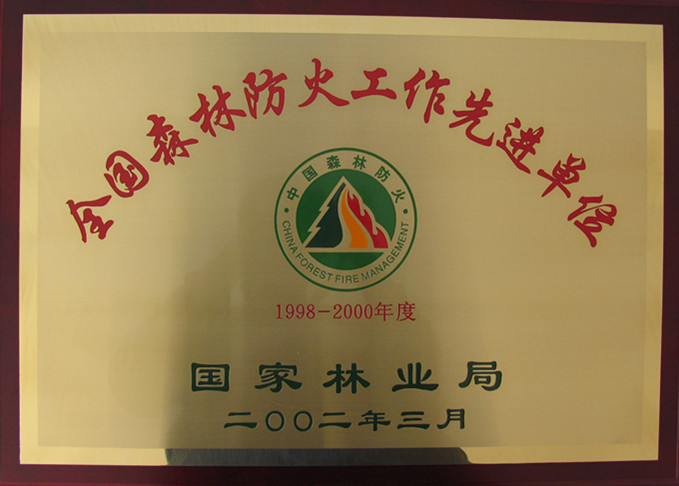 全国森林防火工作先进单位
·中国森林防火·
CHINA FOREST FIRE MANAGEMENT
1998-2000年度
国家林业局
二〇〇二年三月